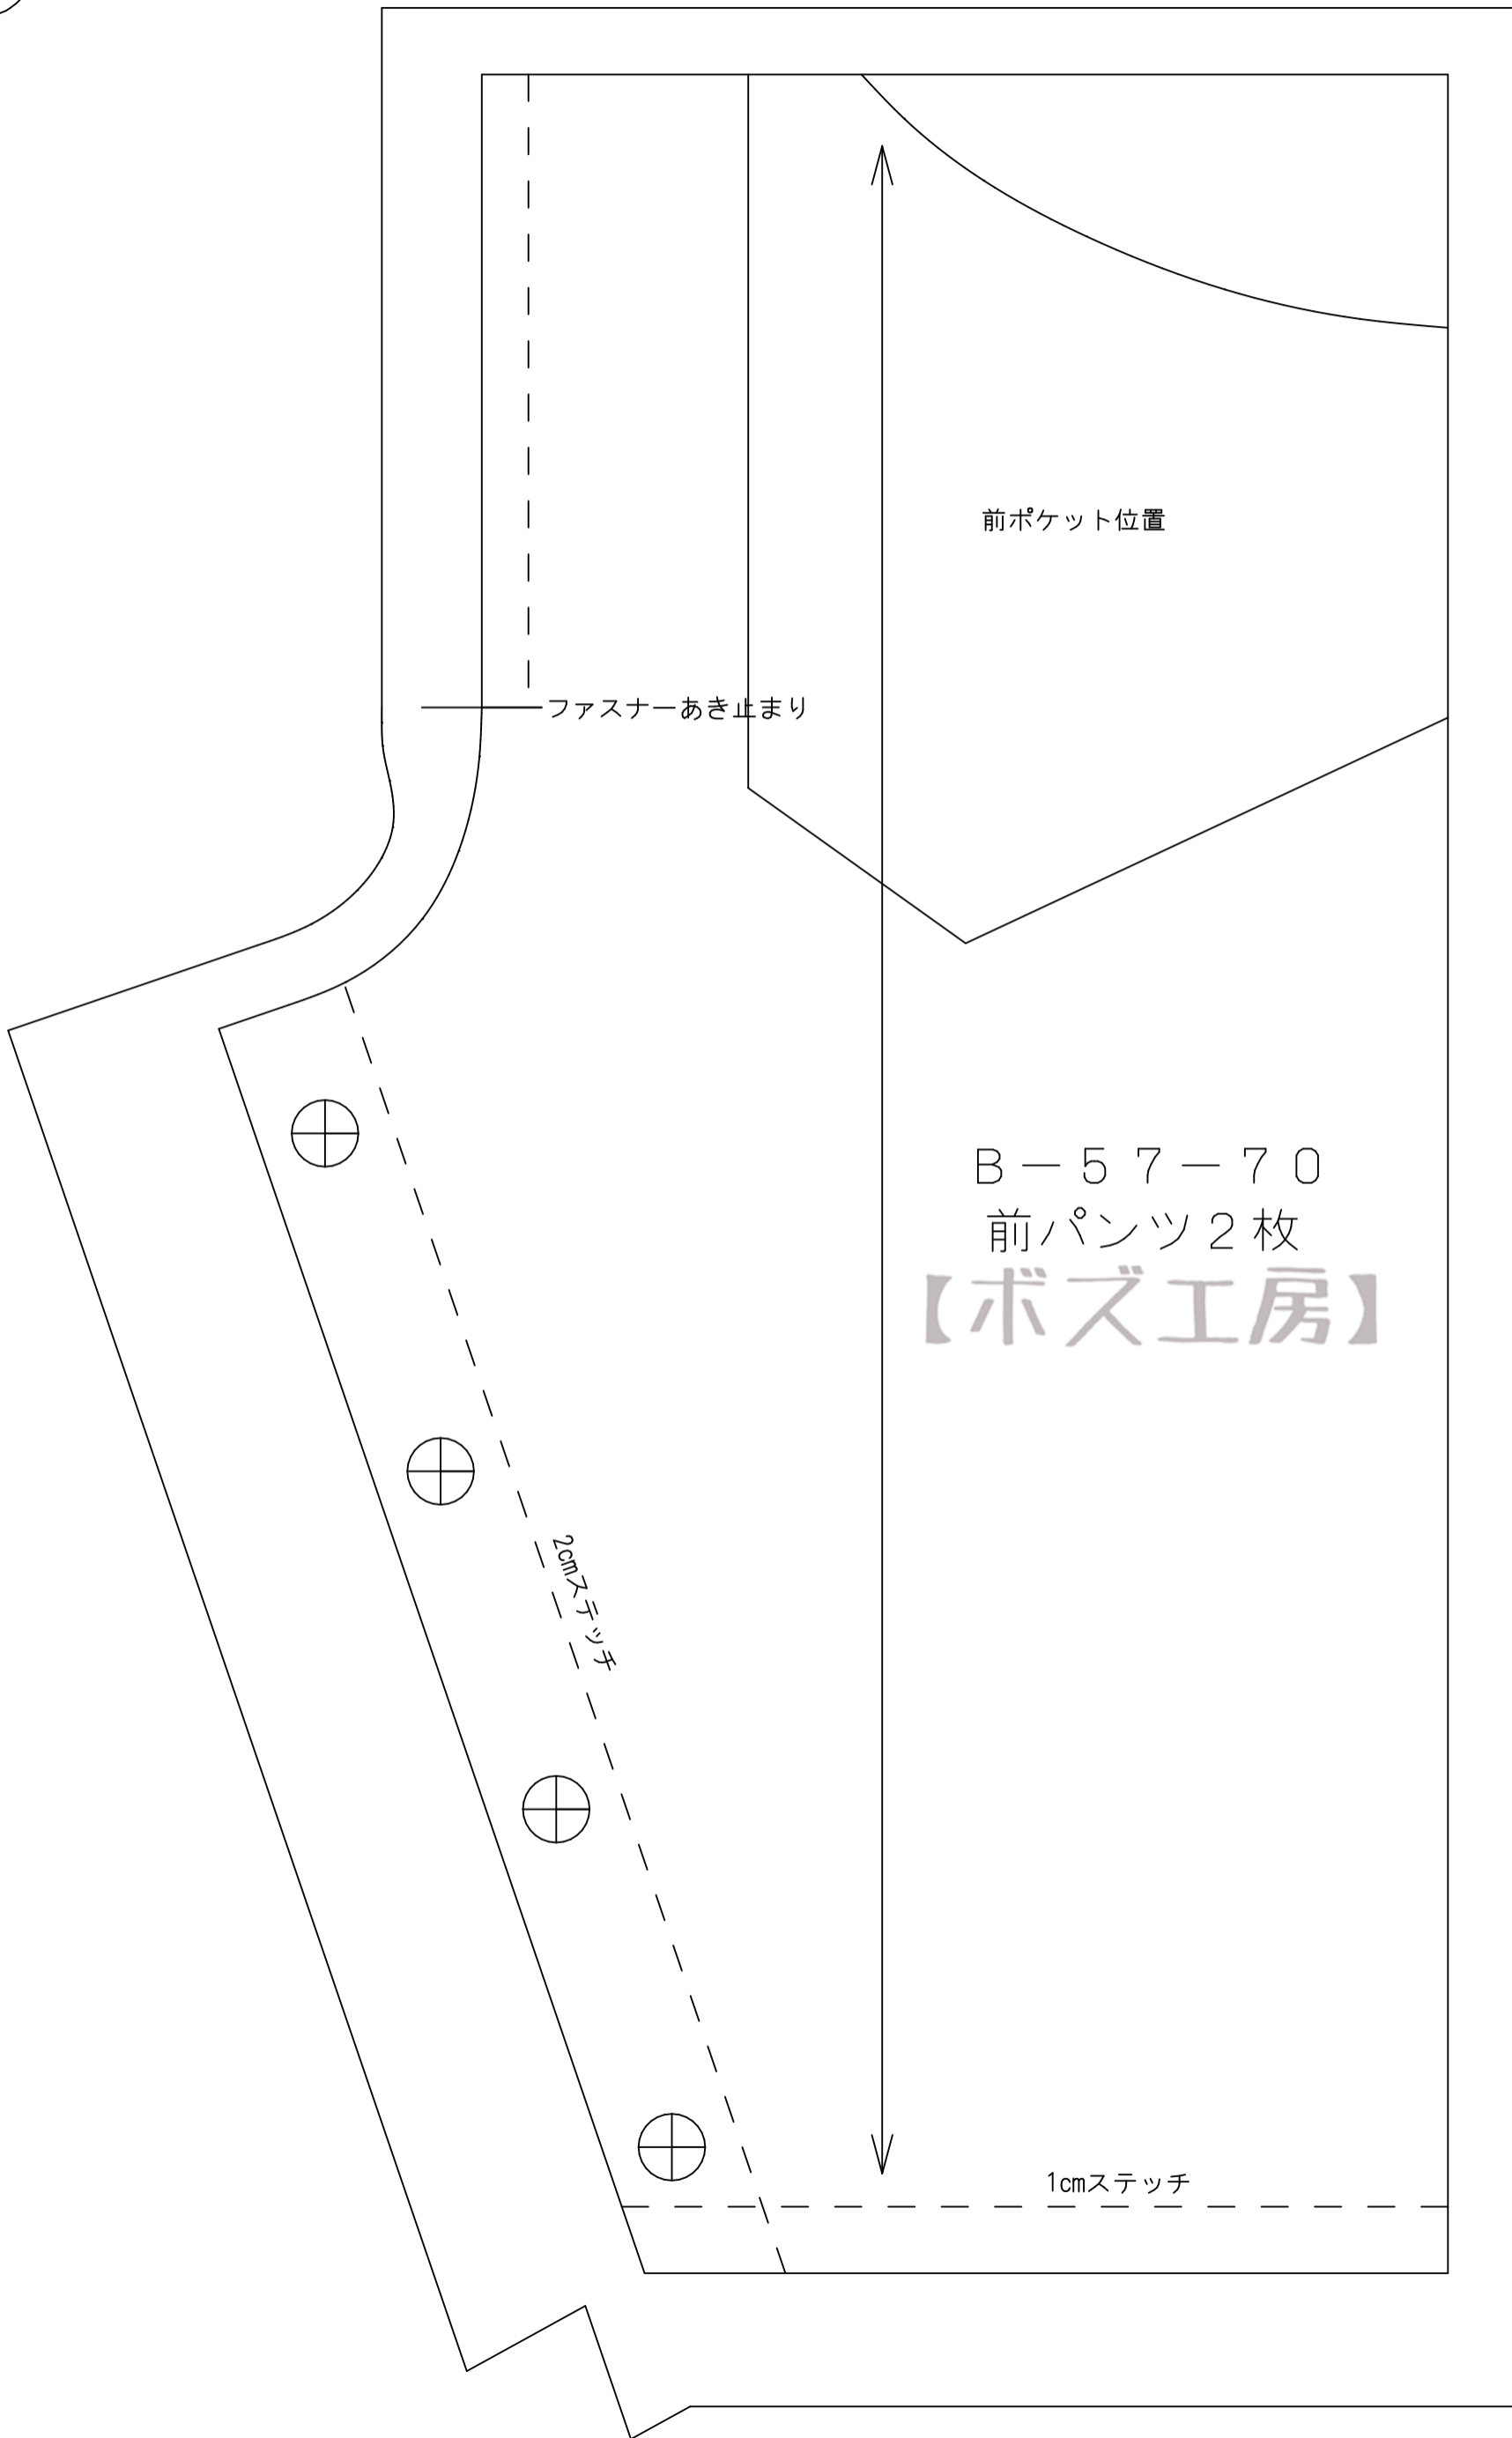 前ポケット位置
ファスナーあき止まり
B－57－70
前パンツ2枚
【ボズ工房】
2cmステッチ
1cmステッチ